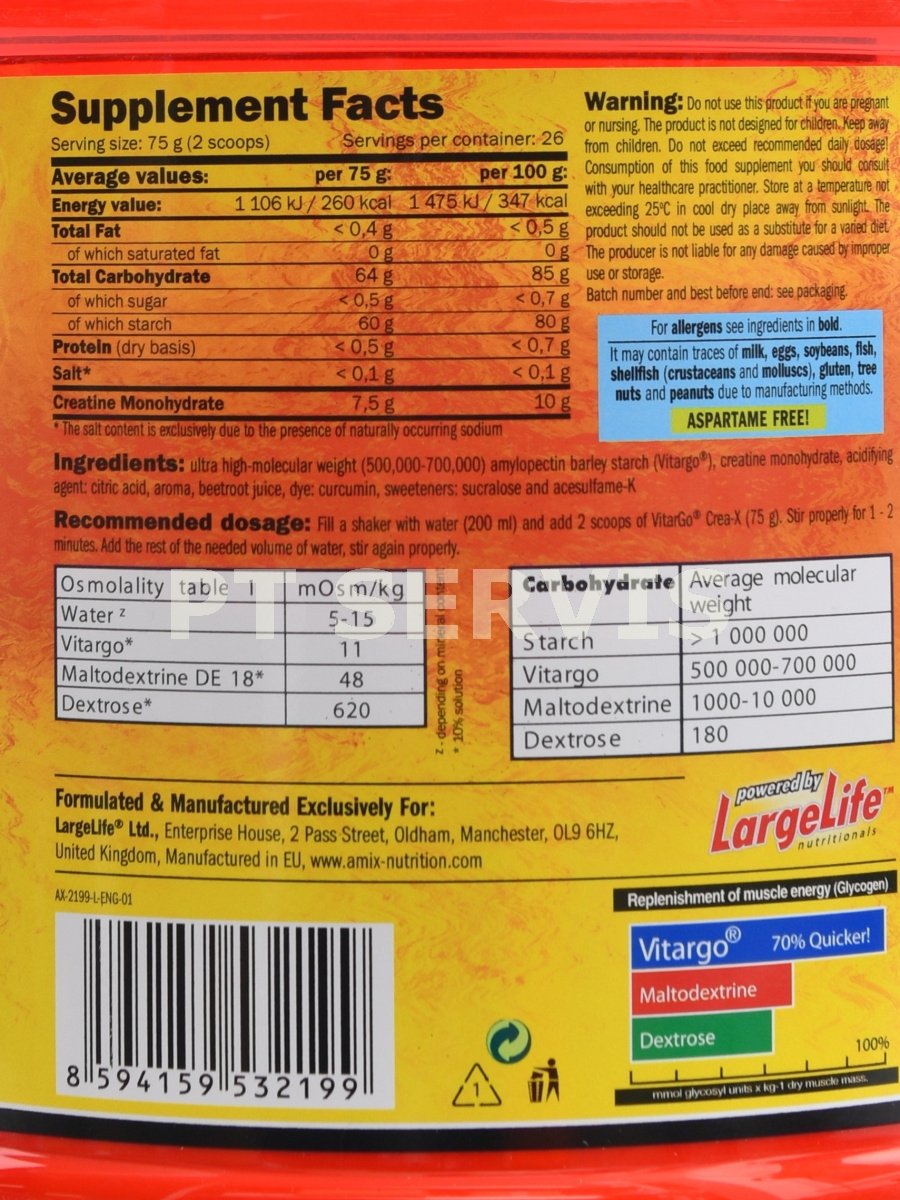 Supplement Facts
Serving size: 75 g (2 scoops) Servings per container: 26
Average values: per 75 g: per 100 g:
Energy value: 1 106 kJ / 260 kcal 1 475 kJ / 347 kcal
Total Fat < 0,4 g < 0,5 g
of which saturated fat 0 g 0 g
Total Carbohydrate 64 g 85 g
of which sugar < 0,5 g < 0,7 g
of which starch 60 g 80 g
Protein (dry basis) < 0,5 g < 0,7 g
Salt* < 0,1 g < 0,1 g
Creatine Monohydrate 7,5 g 10 g
* The salt content is exclusively due to the presence of naturally occurring sodium
Warning: Do not use this product if you are pregnant
or nursing. The product is not designed for children. Keep away
from children. Do not exceed recommended daily dosage!
Consumption of this food supplement you should consult
with your healthcare practitioner. Store at a temperature not
exceeding 25°C in cool dry place away from sunlight. The
product should not be used as a substitute for a varied diet.
The producer is not liable for any damage caused by improper
use or storage.
Batch number and best before end: see packaging.
For allergens see ingredients in bold.
It may contain traces of milk, eggs, soybeans, fish,
shellfish (crustaceans and molluscs), gluten, tree
nuts and peanuts due to manufacturing methods.
ASPARTAME FREE!
Ingredients: ultra high-molecular weight (500,000-700,000) amylopectin barley starch (Vitargo®), creatine monohydrate, acidifying
agent: citric acid, aroma, beetroot juice, dye: curcumin, sweeteners: sucralose and acesulfame-K
Recommended dosage: Fill a shaker with water (200 ml) and add 2 scoops of VitarGo® Crea-X (75 g). Stir properly for 1 - 2
minutes. Add the rest of the needed volume of water, stir again properly.
PT SERVIS
Osmolality table 1 mOsm/kg
Water z 5-15
Vitargo* 11
Maltodextrine DE 18* 48
Dextrose* 620
z - depending on mineral content
* 10% solution
Carbohydrate Average molecular
weight
Starch > 1 000 000
Vitargo 500 000-700 000
Maltodextrine 1000-10 000
Dextrose 180
Formulated & Manufactured Exclusively For:
LargeLife® Ltd., Enterprise House, 2 Pass Street, Oldham, Manchester, OL9 6HZ,
United Kingdom, Manufactured in EU, www.amix-nutrition.com
powered by
LargeLife™
nutritionals
AX-2199-L-ENG-01
8 594159 532199
1
Replenishment of muscle energy (Glycogen)
Vitargo® 70% Quicker!
Maltodextrine
Dextrose
100%
mmol glycosyl units x kg-1 dry muscle mass.